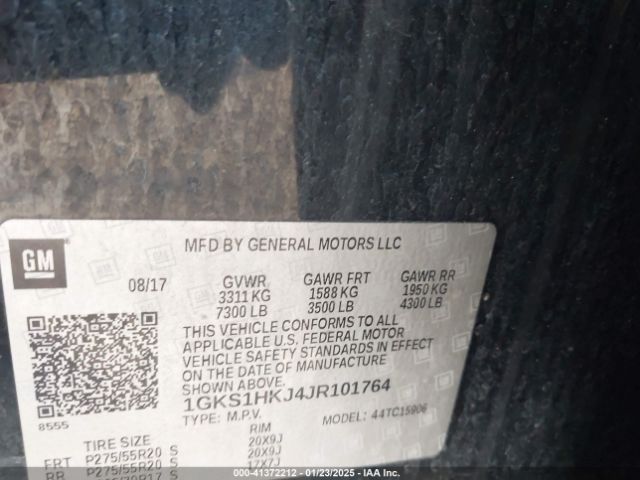 MFD BY GENERAL MOTORS LLC
GM
08/17 GVWR GAWR FRT GAWR RR
3311 KG 1588 KG 1950 KG
7300 LB 3500 LB 4300 LB
THIS VEHICLE CONFORMS TO ALL
APPLICABLE U.S. FEDERAL MOTOR
VEHICLE SAFETY STANDARDS IN EFFECT
ON THE DATE OF MANUFACTURE
SHOWN ABOVE.
1GKS1HKJ4JR101764
8555 TYPE: M.P.V. MODEL: 44TC15906
TIRE SIZE RIM
FRT P275/55R20 S 20X9J
RR P275/55R20 S 20X9J
17X7J
OWNER: 41372212 - 01/23/2025 - IAA